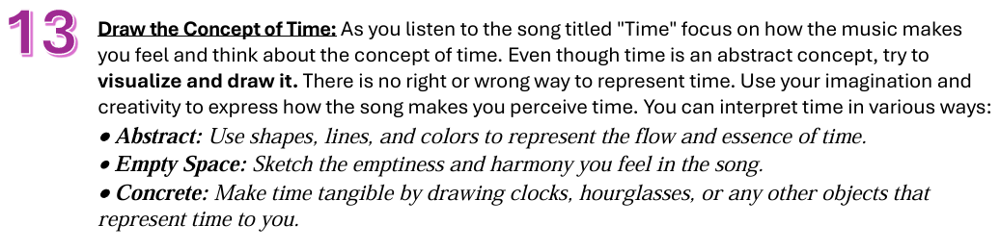 13
Draw the Concept of Time: As you listen to the song titled "Time" focus on how the music makes
you feel and think about the concept of time. Even though time is an abstract concept, try to
visualize and draw it. There is no right or wrong way to represent time. Use your imagination and
creativity to express how the song makes you perceive time. You can interpret time in various ways:
● Abstract: Use shapes, lines, and colors to represent the flow and essence of time.
● Empty Space: Sketch the emptiness and harmony you feel in the song.
● Concrete: Make time tangible by drawing clocks, hourglasses, or any other objects that
represent time to you.